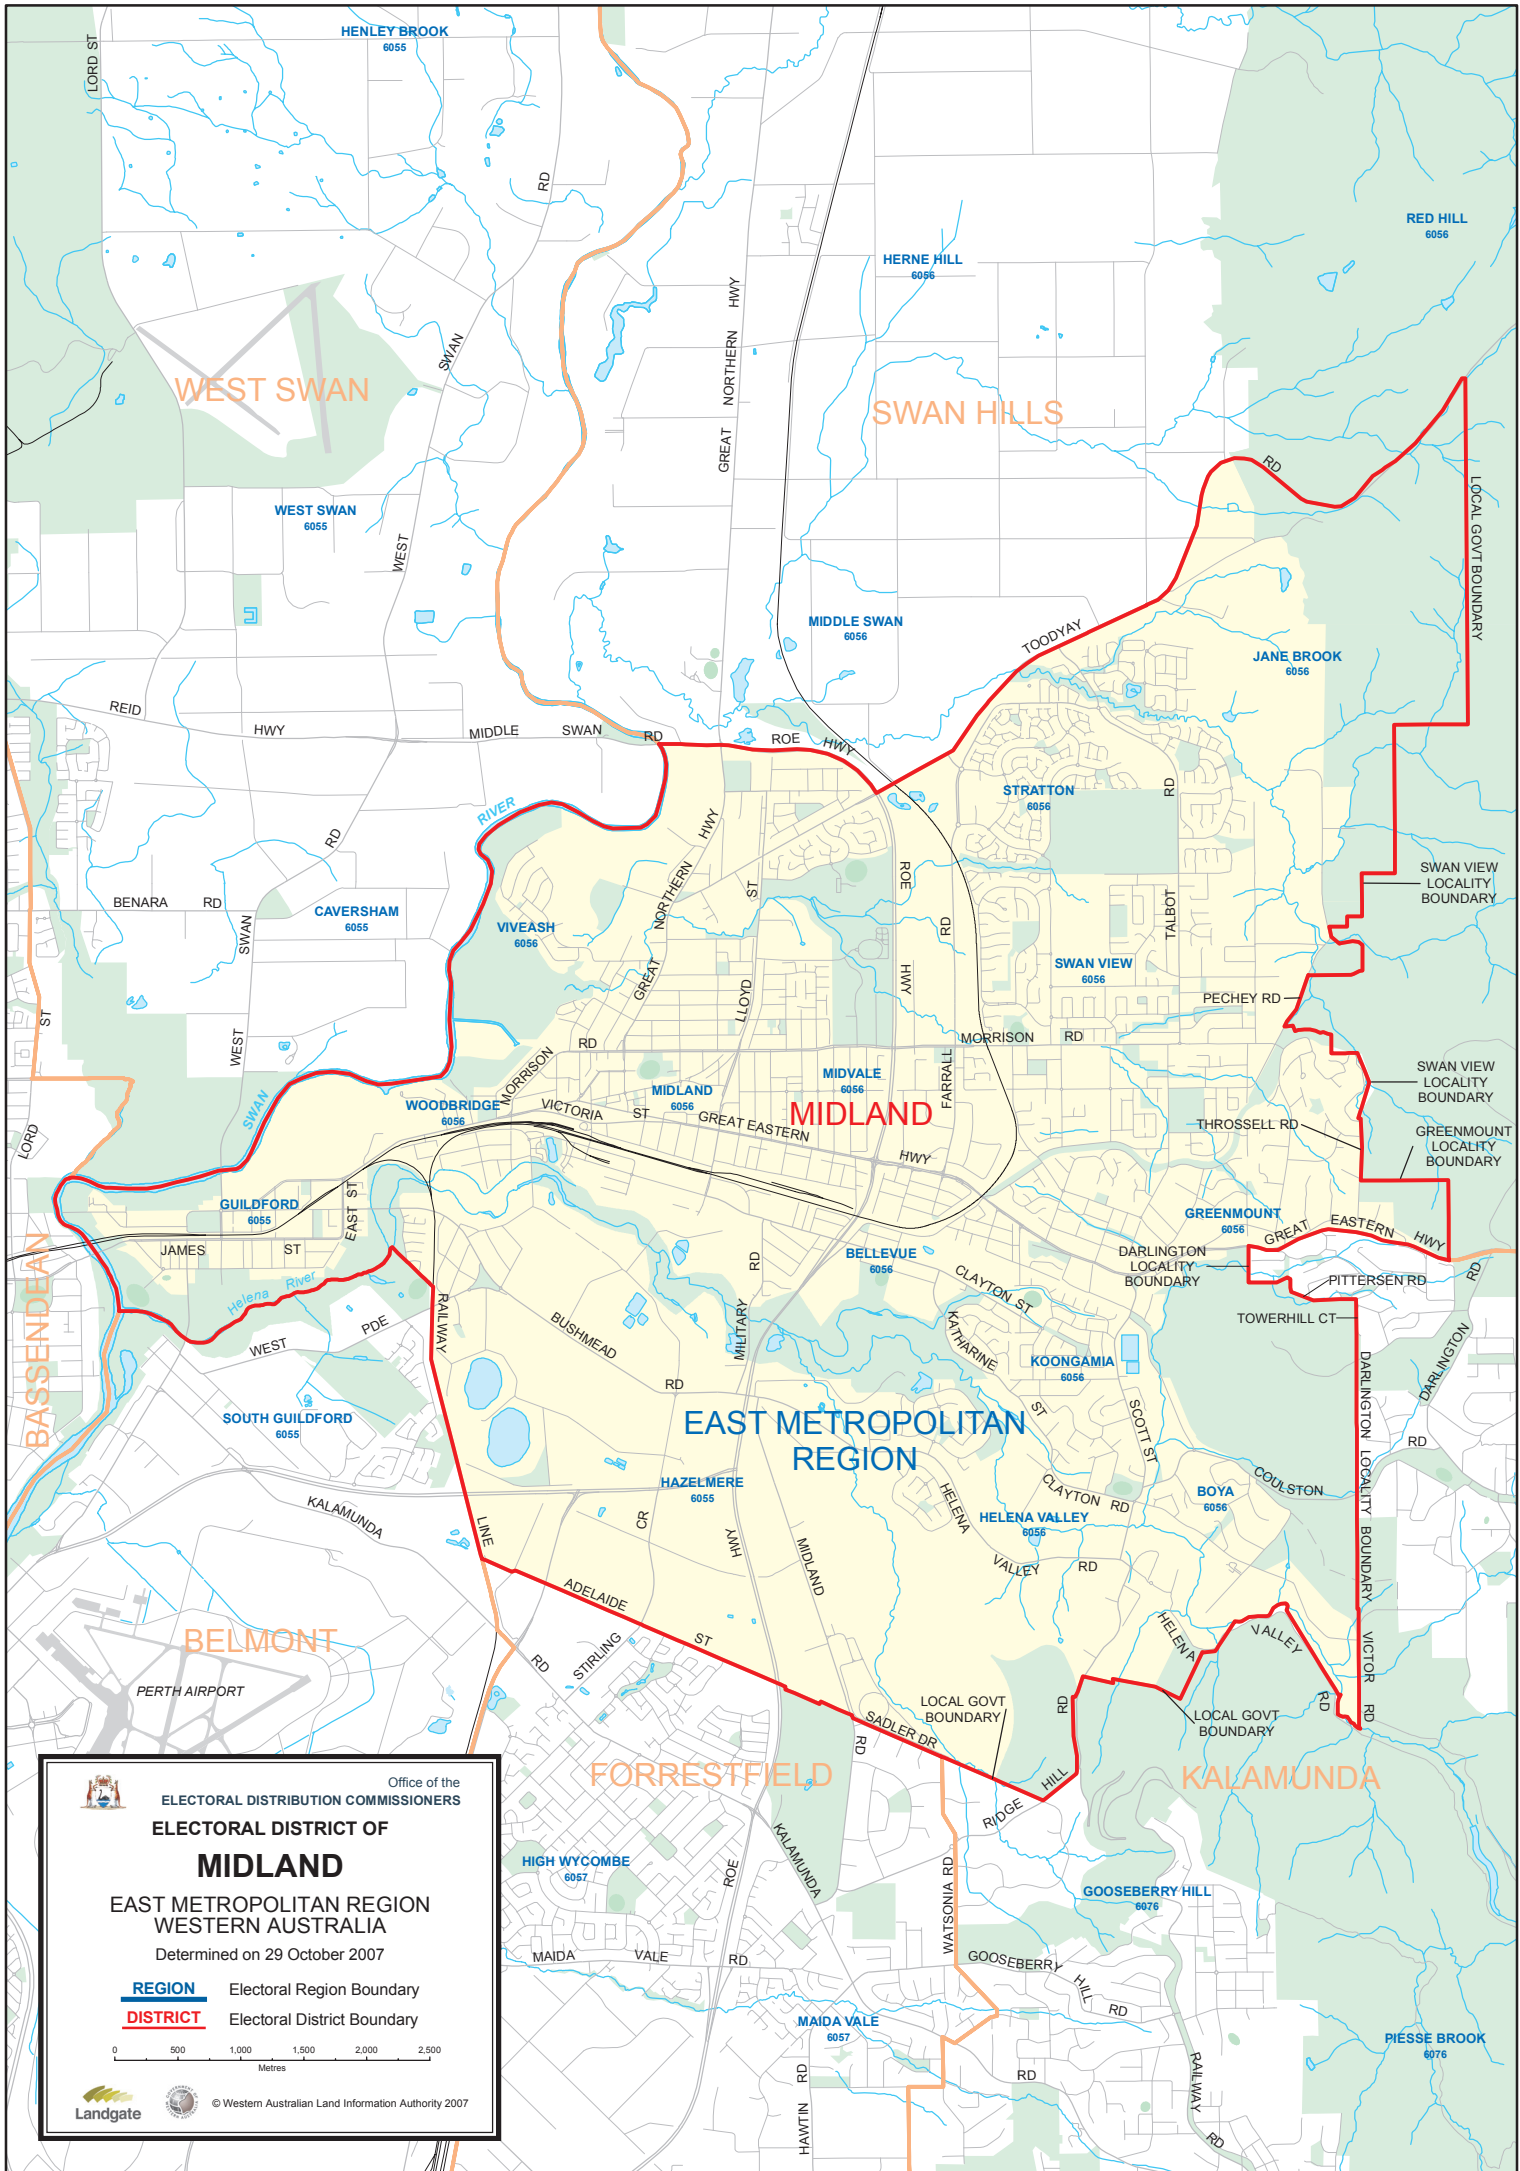 HENLEY BROOK
6055
LORD ST
RD
RED HILL
6056
HERNE HILL
6056
GREAT NORTHERN HWY
WEST SWAN
SWAN
SWAN HILLS
RD
LOCAL GOVT BOUNDARY
WEST SWAN
6055
WEST
MIDDLE SWAN
6056
TOODYAY
JANE BROOK
6056
REID
HWY
MIDDLE SWAN RD
ROE HWY
STRATTON
6056
RD
RIVER
HWY
RD
ROE
SWAN VIEW
LOCALITY
BOUNDARY
BENARA RD
CAVERSHAM
6055
SWAN
VIVEASH
6056
NORTHERN
ST
RD
TALBOT
GREAT
LLOYD
HWY
SWAN VIEW
6056
PECHEY RD
ST
WEST
MORRISON
RD
MORRISON RD
FARRALL
MIDLAND
6056
MIDVALE
6056
SWAN VIEW
LOCALITY
BOUNDARY
WOODBRIDGE
6056
VICTORIA ST
GREAT EASTERN
HWY
MIDLAND
SWAN
LORD
THROSSELL RD
GREENMOUNT
LOCALITY
BOUNDARY
GUILDFORD
6055
EAST ST
JAMES ST
GREENMOUNT
6056
GREAT EASTERN HWY
BASSENDEAN
Helena River
RD
BELLEVUE
6056
DARLINGTON
LOCALITY
BOUNDARY
PITTERSEN RD
RD
CLAYTON ST
TOWERHILL CT
RAILWAY
WEST PDE
BUSHMEAD
RD
MILITARY
KATHARINE
ST
KOONGAMIA
6056
DARLINGTON
RD
SOUTH GUILDFORD
6055
EAST METROPOLITAN
REGION
SCOTT ST
DARLINGTON LOCALITY BOUNDARY
HAZELMERE
6055
CLAYTON RD
BOYA
6056
COULSTON
KALAMUNDA
LINE
CR
HWY
MIDLAND
HELENA
HELENA VALLEY
6056
VALLEY RD
ADELAIDE
ST
BELMONT
PERTH AIRPORT
RD
STIRLING
HELENA
VALLEY
RD
VICTOR
RD
LOCAL GOVT
BOUNDARY
RD
LOCAL GOVT
BOUNDARY
SADLER DR
RD
FORRESTFIELD
KALAMUNDA
RIDGE HILL
KALAMUNDA
HIGH WYCOMBE
6057
ROE
WATSONIA RD
GOOSEBERRY HILL
6076
MAIDA VALE RD
GOOSEBERRY
HILL
RD
MAIDA VALE
6057
PIESSE BROOK
6076
HAWTIN RD
RD
RAILWAY
RD
Office of the
ELECTORAL DISTRIBUTION COMMISSIONERS
ELECTORAL DISTRICT OF
MIDLAND
EAST METROPOLITAN REGION
WESTERN AUSTRALIA
Determined on 29 October 2007
REGION Electoral Region Boundary
DISTRICT Electoral District Boundary
0 500 1,000 1,500 2,000 2,500
Metres
Landgate
© Western Australian Land Information Authority 2007